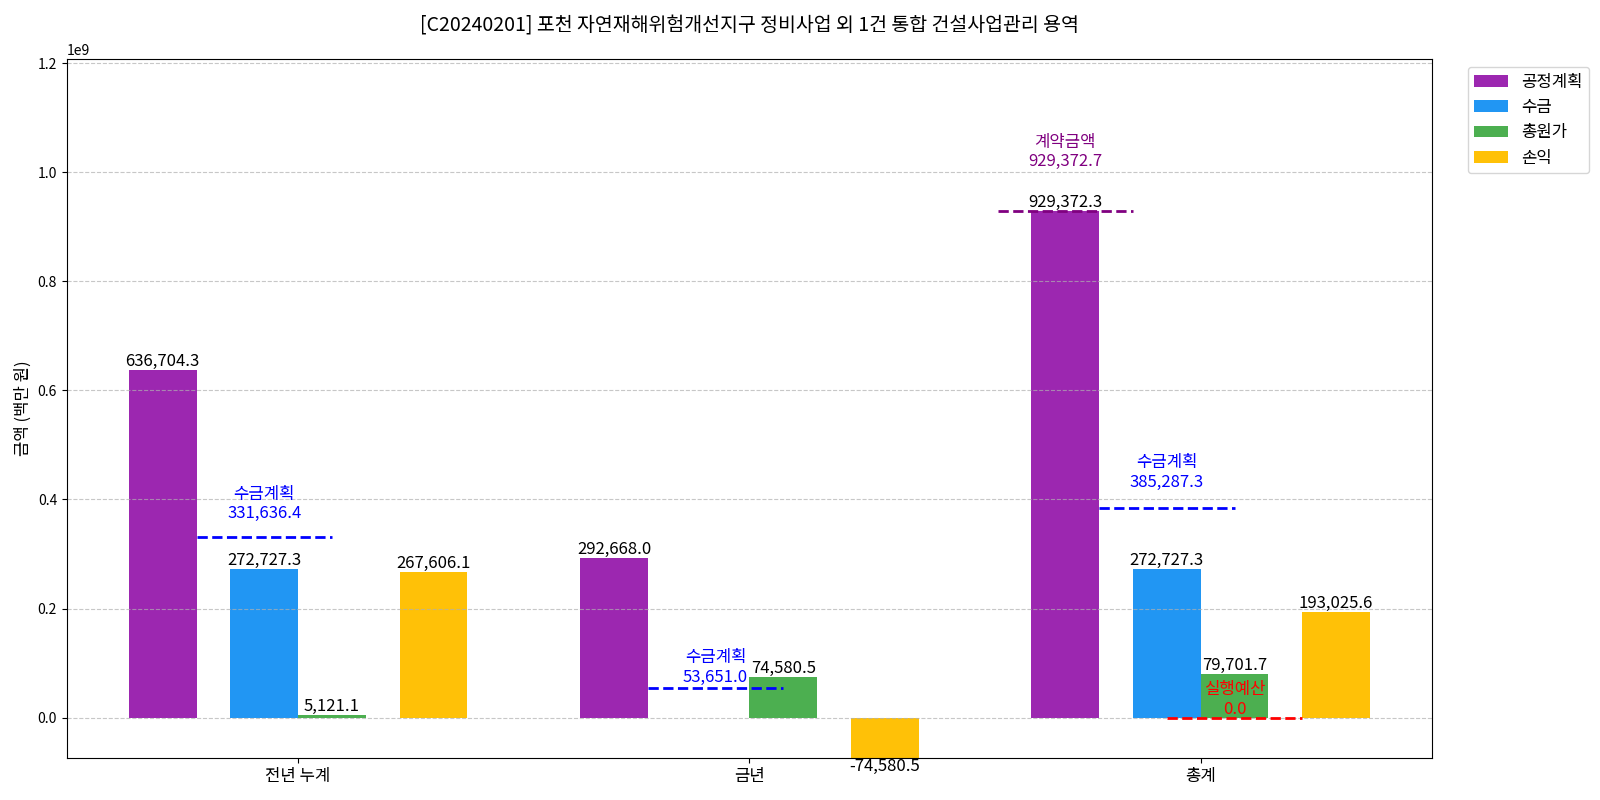 [C20240201] 포천 자연재해위험개선지구 정비사업 외 1건 통합 건설사업관리 용역
1e9
1.2
1.0
0.8
0.6
0.4
0.2
0.0
금액 (백만 원)
636,704.3
수금계획
331,636.4
272,727.3
5,121.1
267,606.1
292,668.0
수금계획
53,651.0
74,580.5
-74,580.5
계약금액
929,372.7
929,372.3
수금계획
385,287.3
272,727.3
79,701.7
실행예산
0.0
193,025.6
전년 누계
금년
총계
공정계획
수금
총원가
손익